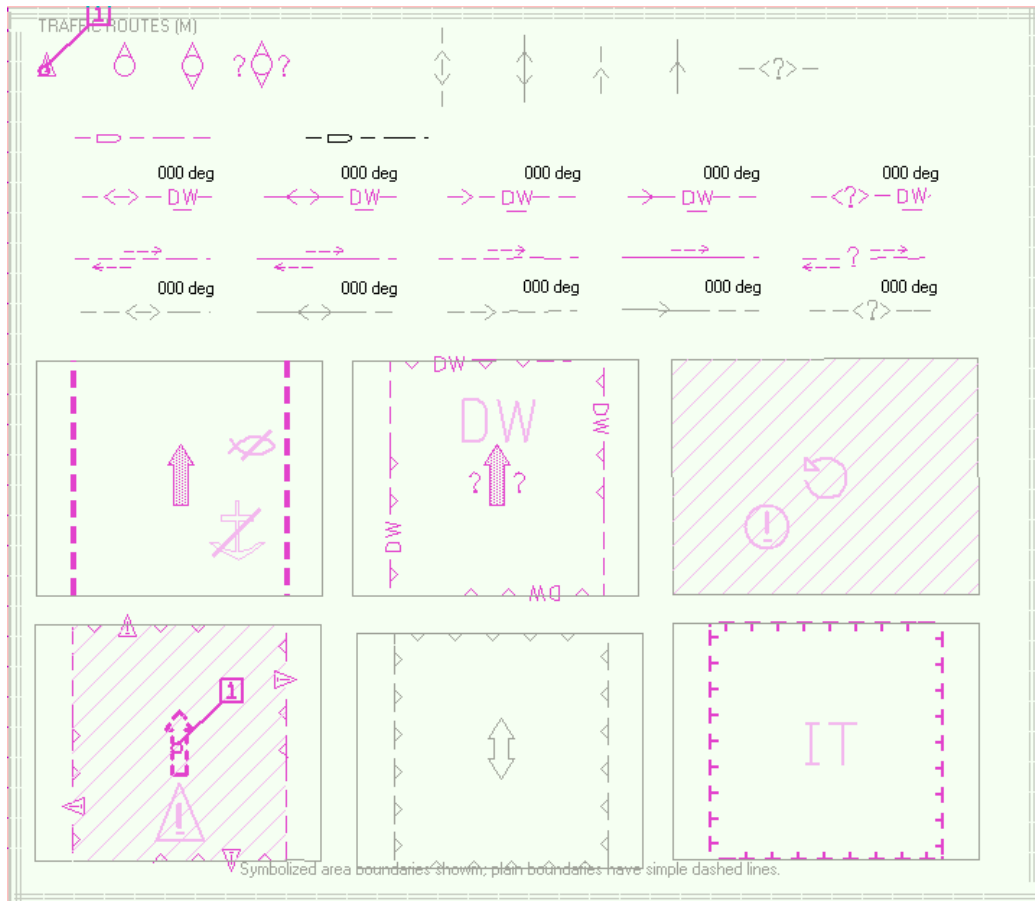 1
TRAFFIC ROUTES (M)
? ?
<?>
000 deg 000 deg 000 deg 000 deg 000 deg
DW DW DW DW <?> DW
?
000 deg 000 deg 000 deg 000 deg 000 deg
<?>
DW
DW DW
? ?
DW
DW
!
!
1
IT
!
Symbolized area boundaries showm; plain boundaries have simple dashed lines.